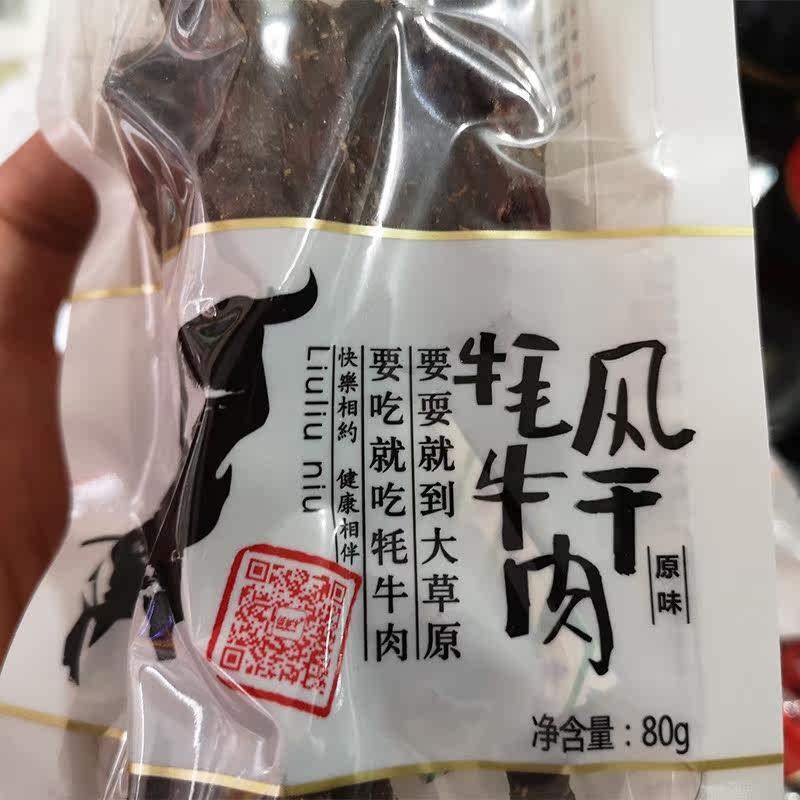 风干
牦牛肉
原味
要耍就到大草原
要吃就吃牦牛肉
快樂相約 健康相伴
Liuliu niu
净含量：80g